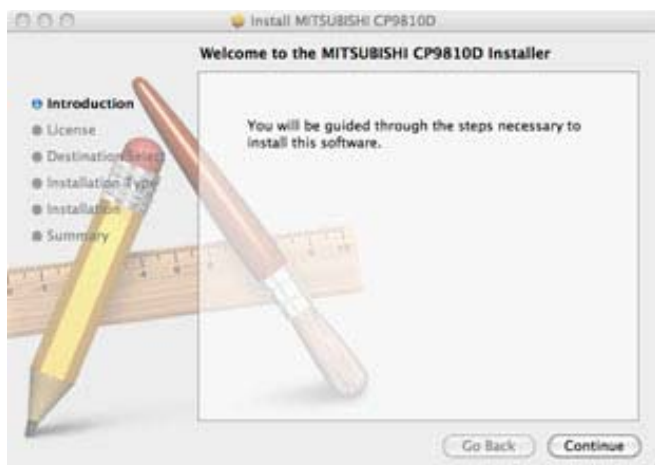 Install MITSUBISHI CP9810D
Welcome to the MITSUBISHI CP9810D Installer
Introduction
License
Destination Select
Installation Type
Installation
Summary
You will be guided through the steps necessary to
install this software.
Go Back
Continue